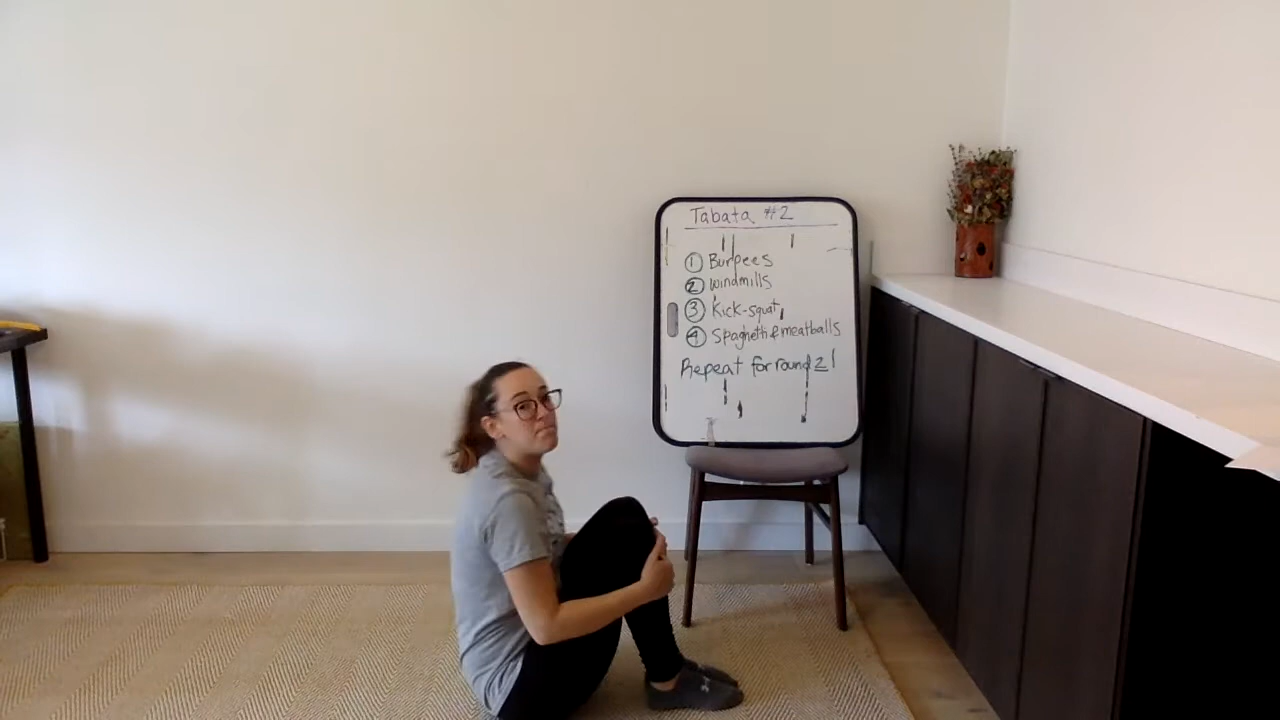 Tabata #2
① Burpees
② windmills
③ Kick-squat
④ Spaghetti & meatballs
Repeat for round 2!